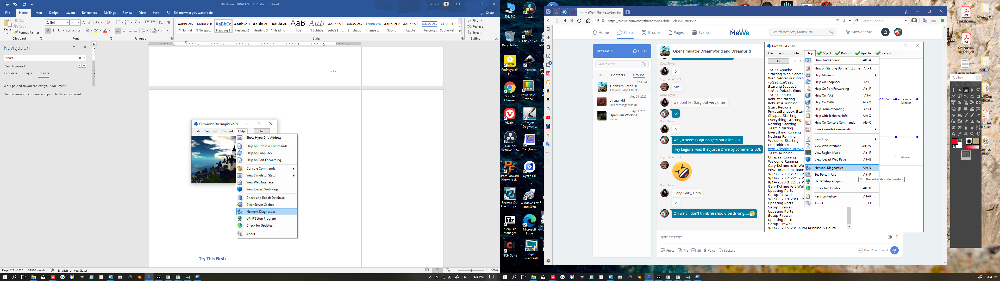 DG Manuel DRAFT-9-1-2020.docx - Word
Gary H.
File Home Insert Design Layout References Mailings Review View Help Tell me what you want to do Share
Paste
Cut
Copy
Format Painter
Clipboard
Calibri 14
Font
Paragraph
AaBbCcDc AaBbCcDc AaBbCc AaBbCcD AaBbCcD AaBbCcD AaB AaB AaBbCcDc AaBbCcDc AaBbCcDc AaBbCcDc AaBbCcDc AaBbCcDc AABBCCDC
¶ Normal ¶ No Spac... Heading 1 Heading 2 Heading 3 ¶ Heading 4 Title ¶ Subtitle Subtle Em... Emphasis Intense E... Strong Quote Intense Q... Subtle Ref...
Styles
Find
Replace
Select
Editing
Navigation
robust
Search paused
Headings Pages Results
Word paused so you can edit your document.
Use the arrows to continue and jump to the closest result.
217
Outworldz Dreamgrid V2.25
File Settings Content Help Stop
Show HyperGrid Address
Help on Console Commands
Help on LoopBack
Help on Port Forwarding
Console Commands
View Simulator Stats
View Web Interface
View Icecast Web Page
Check and Repair Database
Clear Server Caches
Network Diagnostics
UPnP Setup Program
Check for Updates
About
Try This First:
Page 217 of 235 32970 words English (United States) 100%
ENG 5:24 PM
This PC
Resolve
Recycle Bin
GIMP 2.10.20
PotPlayer 64 bit
Inkscape
Google Chrome
PowerToys (Preview)
Vivaldi
Project Dogwaff...
DaVinci Resolve Pro...
Crazybump
Port Forward Network U...
Gyazo GIF
Express Zip File Compr...
Windows Fax and Scan
7-Zip File Manager
Microsoft Edge
NCH Suite
XSplit Broadcaster
MeWe - The Next-Gen Soc
https://mewe.com/chat/thread/5bc12bdc322b35103f0965d3
Search Google
Home Chats Groups Pages Events
MeWe
Search Members, Groups, etc.
MeWe Store
MY CHATS
Search Chats
All Contacts Groups
5:14 PM
Opensimulator Dr...
Oh wait, I don't think ...
Aug 29, 2020
Virtual-HG
This message was del...
Apr 3, 2020
Open Sim Working...
Yo Eric.
Opensimulator DreamWorld and DreamGrid
Scott Taylor
lol
Laguna Bardwell
Me?
Scott Taylor
we dont let Gary out very often
lol
Scott Taylor
lol
well, it seems Laguna gets out a lot! LOL
Hey Laguna, was that just a Drive by comment? LOL
Laguna Bardwell
Scott Taylor
Gary, Gary, Gary
lol
Oh wait, I don't think he should be driving.....
Type message
Photo File Gif Voice Stickers
Press Enter to send
DreamGrid V3.66
File Setup Content Help Mysql Robust Apache Icecast
Stop 0 Ava
->Set Apache
Starting Web Server
Web Server is running
->Set IceCast
Starting Icecast
->Set Default Sims
->Set Robust
Robust Starting
Robust is running
Start Regions
PrivateSandbox Start
Chiapas Starting
Everything Starting
Nothing Starting
Test1 Starting
Everything Running
Nothing Running
Welcome Starting
Grid address
http://kohime.outwor
Test1 Running
Chiapas Running
Welcome Running
Gary Kohime is in We
PrivateSandbox Runn
9/14/2020 1:21:45 P
9/14/2020 2:22:32 P
9/14/2020 3:22:52 P
Gary Kohime left Wel
Updating Ports
Setup Firewall
9/14/2020 4:23:13 P
Updating Ports
Setup Firewall
Updating Ports
Setup Firewall
Updating Ports
Setup Firewall
9/14/2020 5:23:34 PM Running 5 Hours
Show Grid Address Alt+A
Help on Starting Up the first time Alt+1
Help Manuals
Help On LoopBack Alt+L
Help On Port Forwarding Alt+P
Help On IARS Alt+I
Help On OARs Alt+O
Help Troubleshooting Alt+T
Help with Technical Info Alt+Q
Help On Console Commands Alt+C
Issue Console Commands
View Logs
View Web Interface Alt+W
View Region Maps Alt+R
View Icecast Web Page Alt+B
Network Diagnostics Alt+N
See Ports In Use Alt+P
UPnP Setup Program
Check for Updates Alt+U
Revision History Alt+R
About F1
Run the installation diagnostics
Minutes
Minutes
NewFolder
Utilities
Toolbox
5:24 PM